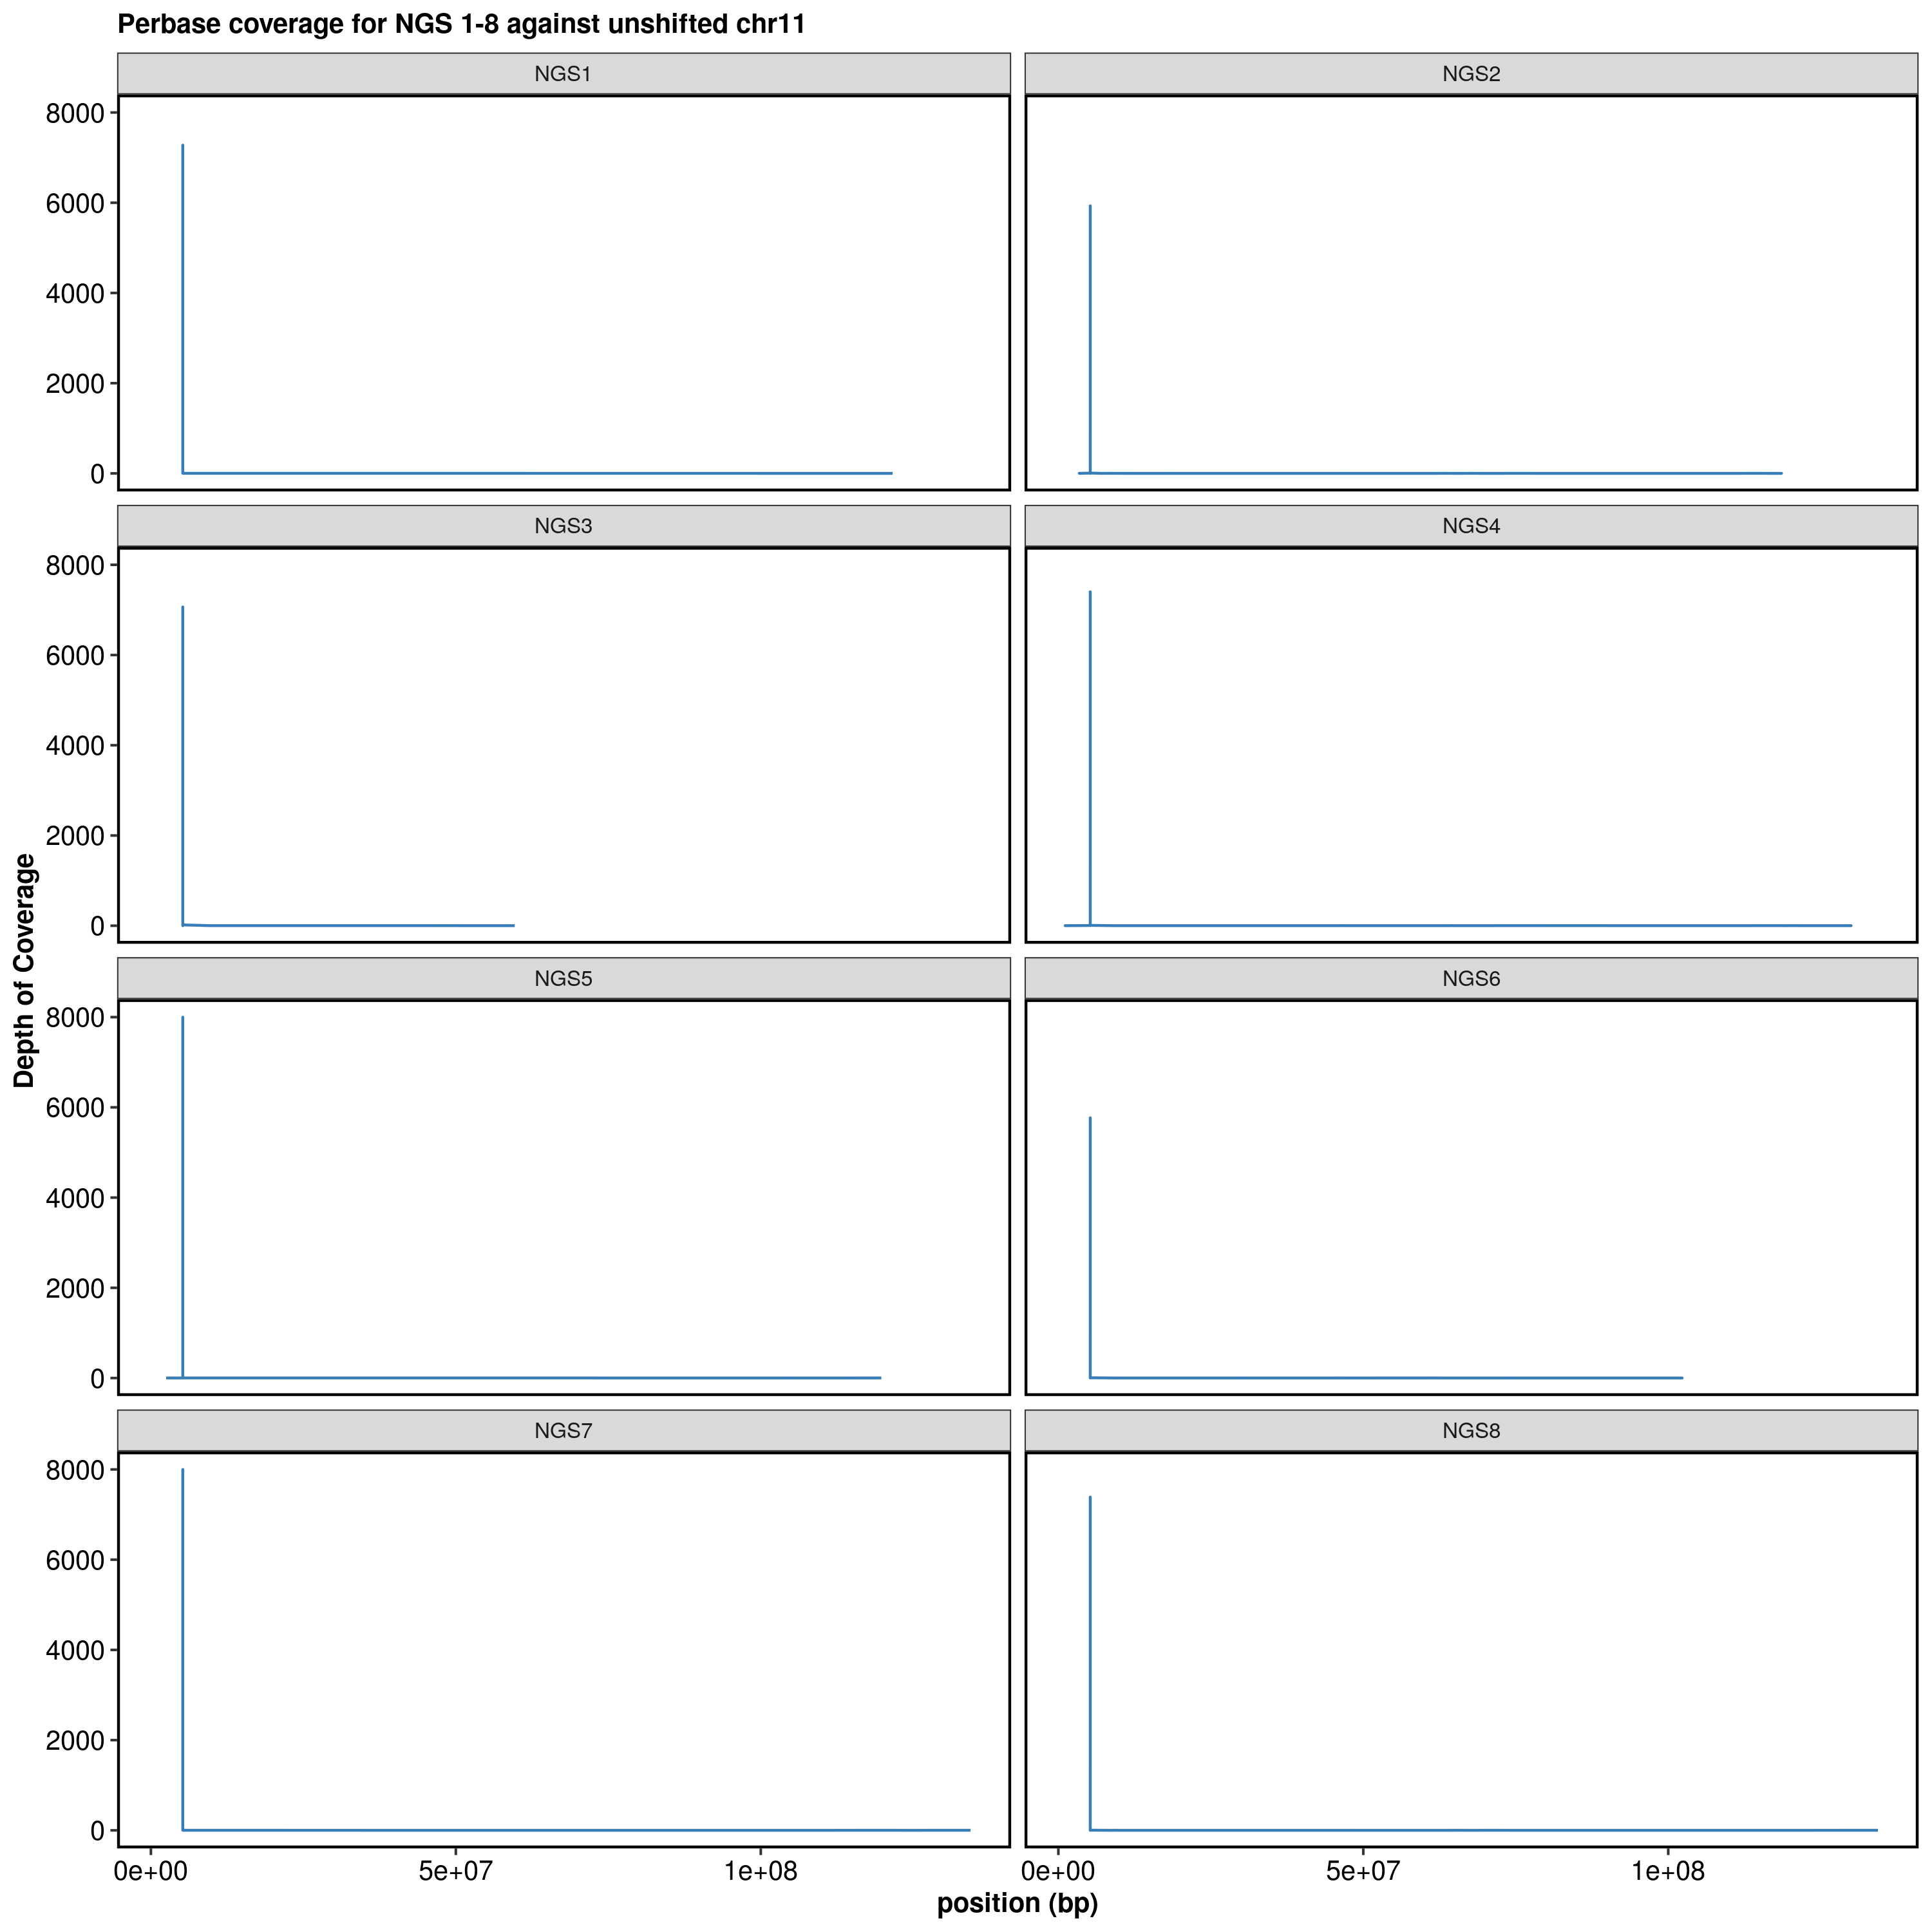 Perbase coverage for NGS 1-8 against unshifted chr11
NGS1
NGS2
8000
6000
4000
2000
0
NGS3
NGS4
8000
6000
4000
2000
0
Depth of Coverage
NGS5
NGS6
8000
6000
4000
2000
0
NGS7
NGS8
8000
6000
4000
2000
0
0e+00 5e+07 1e+08
0e+00 5e+07 1e+08
position (bp)